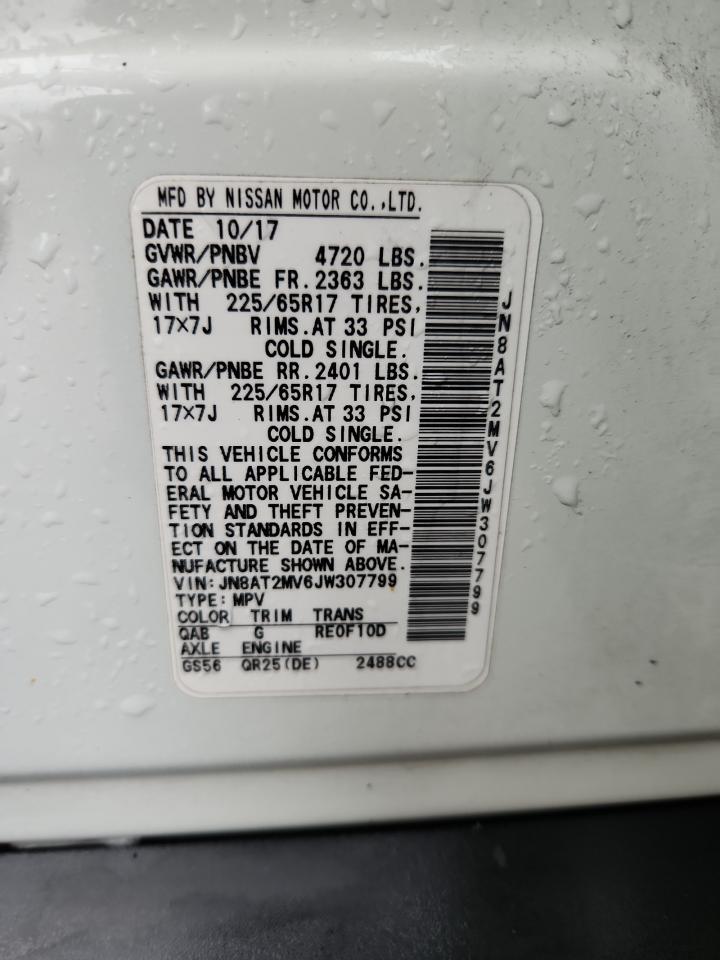 MFD BY NISSAN MOTOR CO.,LTD.
DATE 10/17
GVWR/PNBV 4720 LBS.
GAWR/PNBE FR.2363 LBS.
WITH 225/65R17 TIRES,
17×7J RIMS.AT 33 PSI
COLD SINGLE.
GAWR/PNBE RR.2401 LBS.
WITH 225/65R17 TIRES,
17×7J RIMS.AT 33 PSI
COLD SINGLE.
THIS VEHICLE CONFORMS
TO ALL APPLICABLE FED-
ERAL MOTOR VEHICLE SA-
FETY AND THEFT PREVEN-
TION STANDARDS IN EFF-
ECT ON THE DATE OF MA-
NUFACTURE SHOWN ABOVE.
VIN:JN8AT2MV6JW307799
TYPE:MPV
COLOR TRIM TRANS
QAB G RE0F10D
AXLE ENGINE
GS56 QR25(DE) 2488CC
JN8AT2MV6JW307799